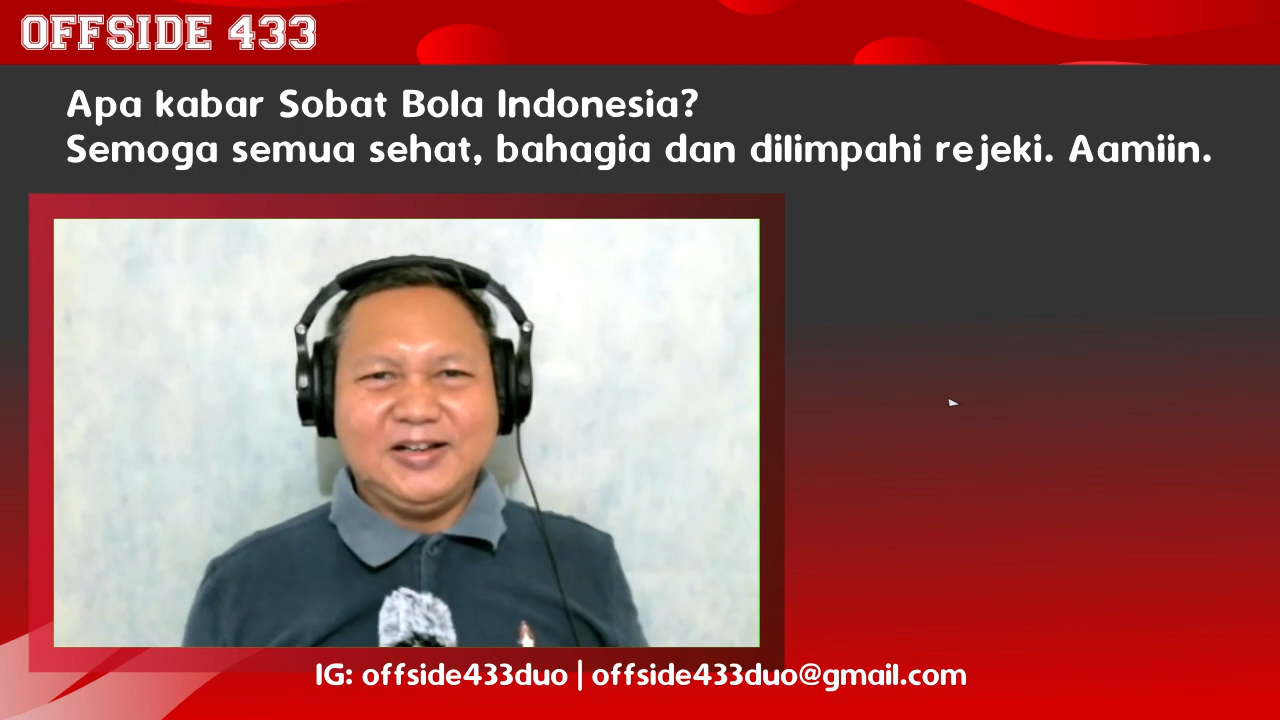 OFFSIDE 433
Apa kabar Sobat Bola Indonesia?
Semoga semua sehat, bahagia dan dilimpahi rejeki. Aamiin.
IG: offside433duo | offside433duo@gmail.com